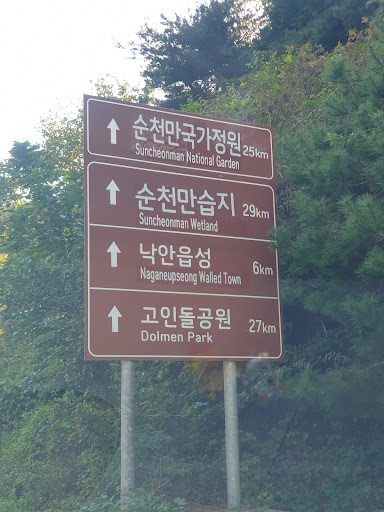 순천만국가정원 25km
Suncheonman National Garden
순천만습지 29km
Suncheonman Wetland
낙안읍성 6km
Naganeupseong Walled Town
고인돌공원 27km
Dolmen Park